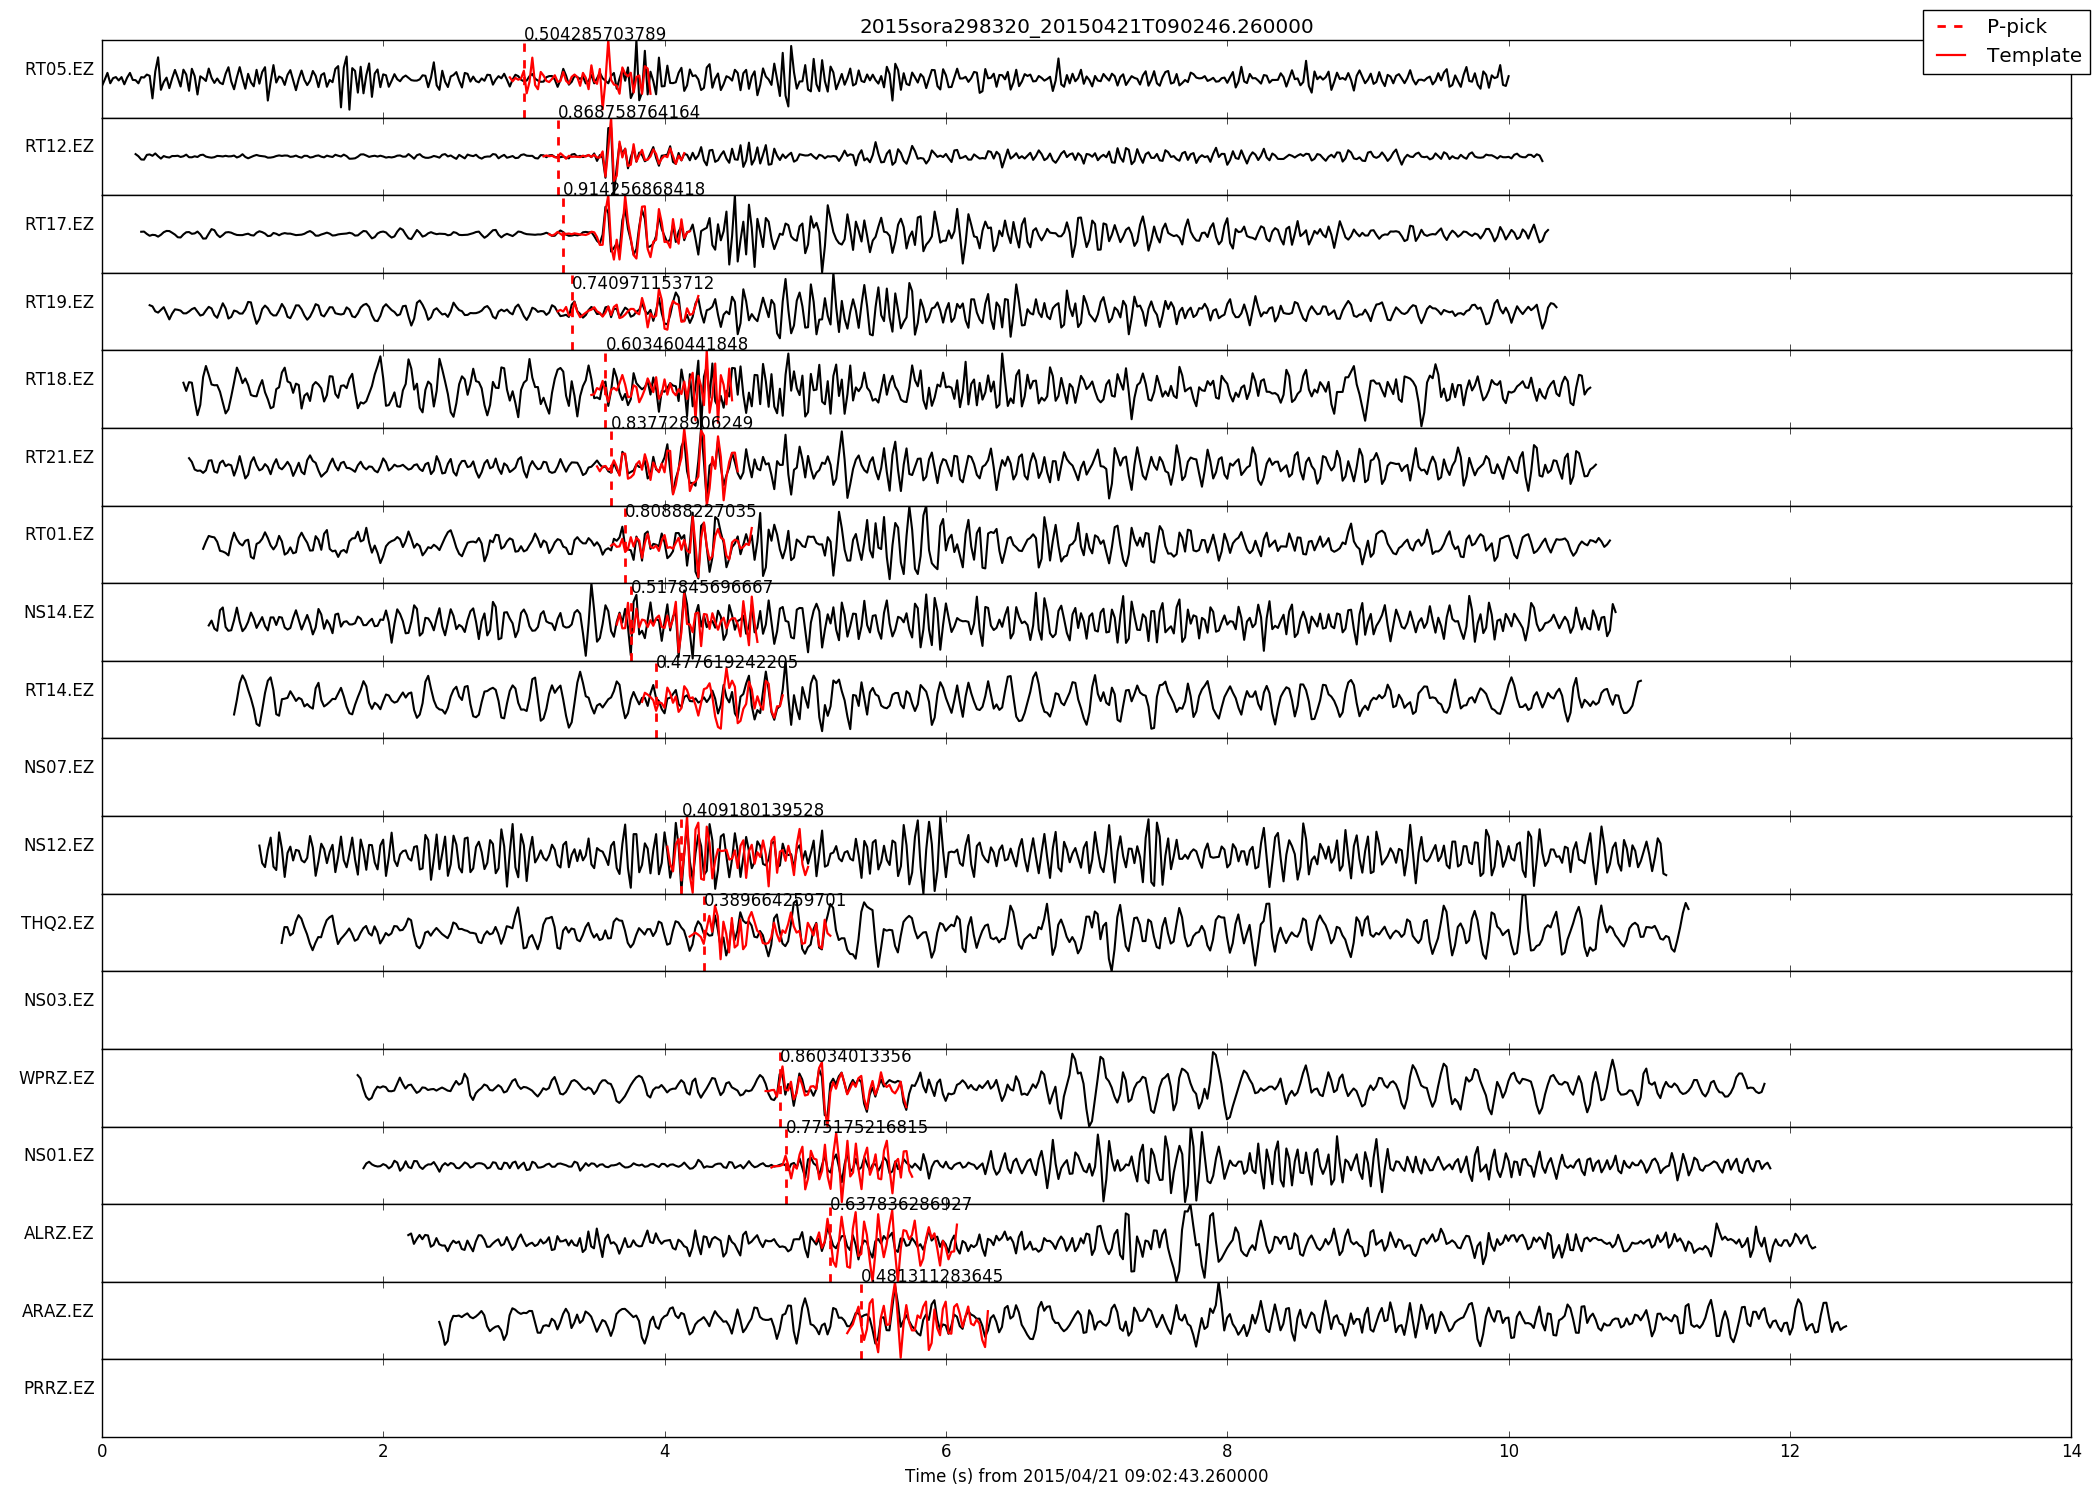 2015sora298320_20150421T090246.260000
P-pick
Template
RT05.EZ
0.504285703789
RT12.EZ
0.868758764164
RT17.EZ
0.914256868418
RT19.EZ
0.740971153712
RT18.EZ
0.603460441848
RT21.EZ
0.837728906249
RT01.EZ
0.80888227035
NS14.EZ
0.517845696667
RT14.EZ
0.477619242205
NS07.EZ
NS12.EZ
0.409180139528
THQ2.EZ
0.389664259701
NS03.EZ
WPRZ.EZ
0.86034013356
NS01.EZ
0.775175216815
ALRZ.EZ
0.637836286927
ARAZ.EZ
0.481311283645
PRRZ.EZ
0 2 4 6 8 10 12 14
Time (s) from 2015/04/21 09:02:43.260000